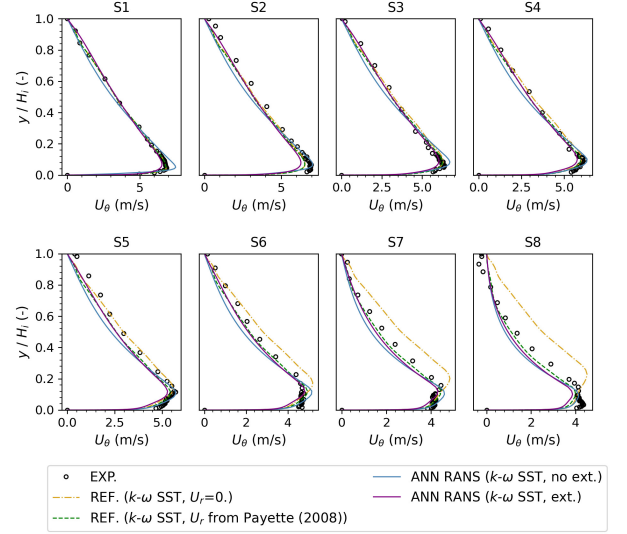 S1 S2 S3 S4
1.0
0.8
0.6
0.4
0.2
0.0
y / H_i (-)
0 5 0 5 0.0 2.5 5.0 0.0 2.5 5.0
U_θ (m/s) U_θ (m/s) U_θ (m/s) U_θ (m/s)
S5 S6 S7 S8
1.0
0.8
0.6
0.4
0.2
0.0
y / H_i (-)
0.0 2.5 5.0 0 2 4 0 2 4 0 2 4
U_θ (m/s) U_θ (m/s) U_θ (m/s) U_θ (m/s)
EXP.
REF. (k-ω SST, U_r=0.)
REF. (k-ω SST, U_r from Payette (2008))
ANN RANS (k-ω SST, no ext.)
ANN RANS (k-ω SST, ext.)